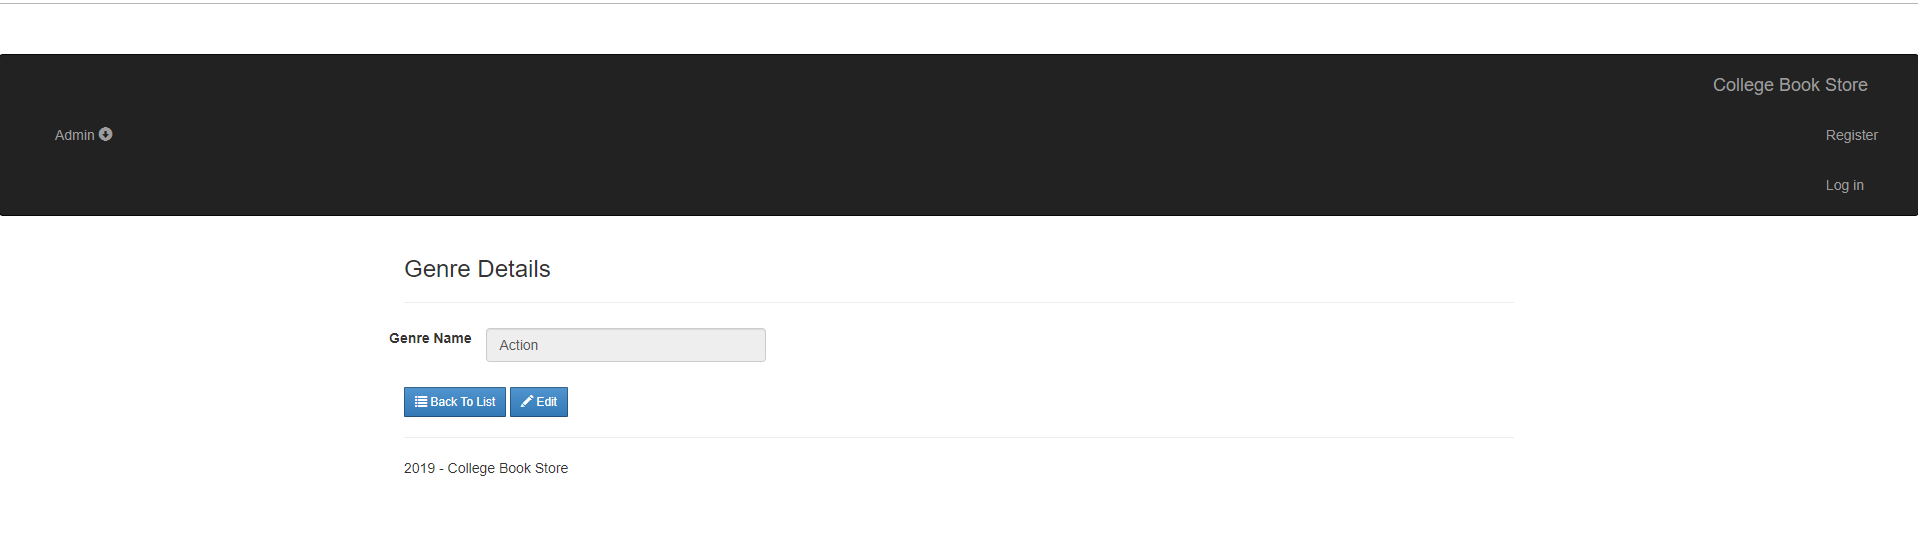 College Book Store
Admin
Register
Log in
Genre Details
Genre Name
Action
Back To List
Edit
2019 - College Book Store